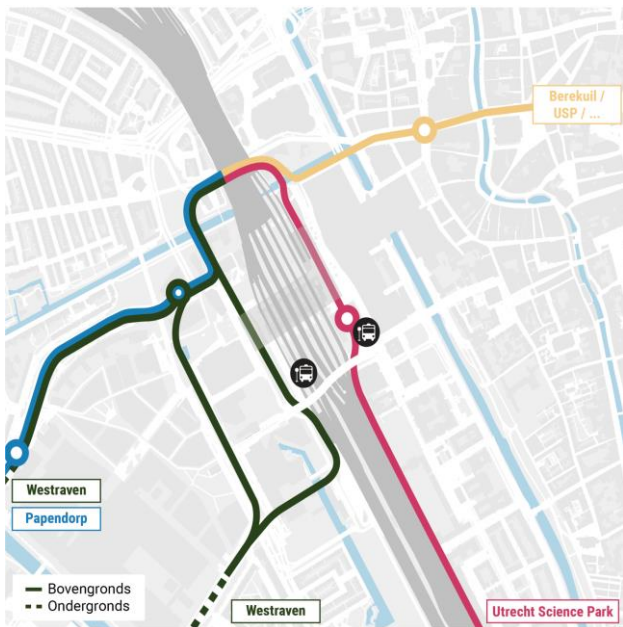 Berekuil /
USP / ...
Westraven
Papendorp
Bovengronds
Ondergronds
Westraven
Utrecht Science Park